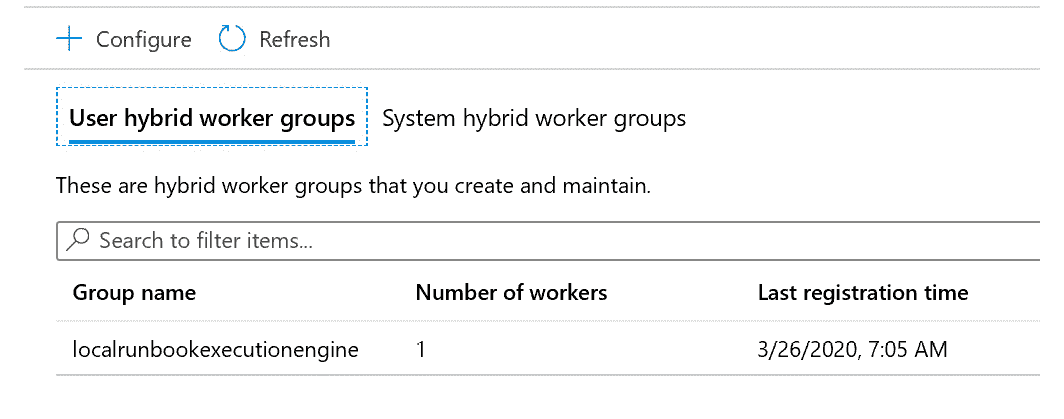 Configure Refresh
User hybrid worker groups System hybrid worker groups
These are hybrid worker groups that you create and maintain.
Search to filter items...
Group name Number of workers Last registration time
localrunbookexecutionengine 1 3/26/2020, 7:05 AM